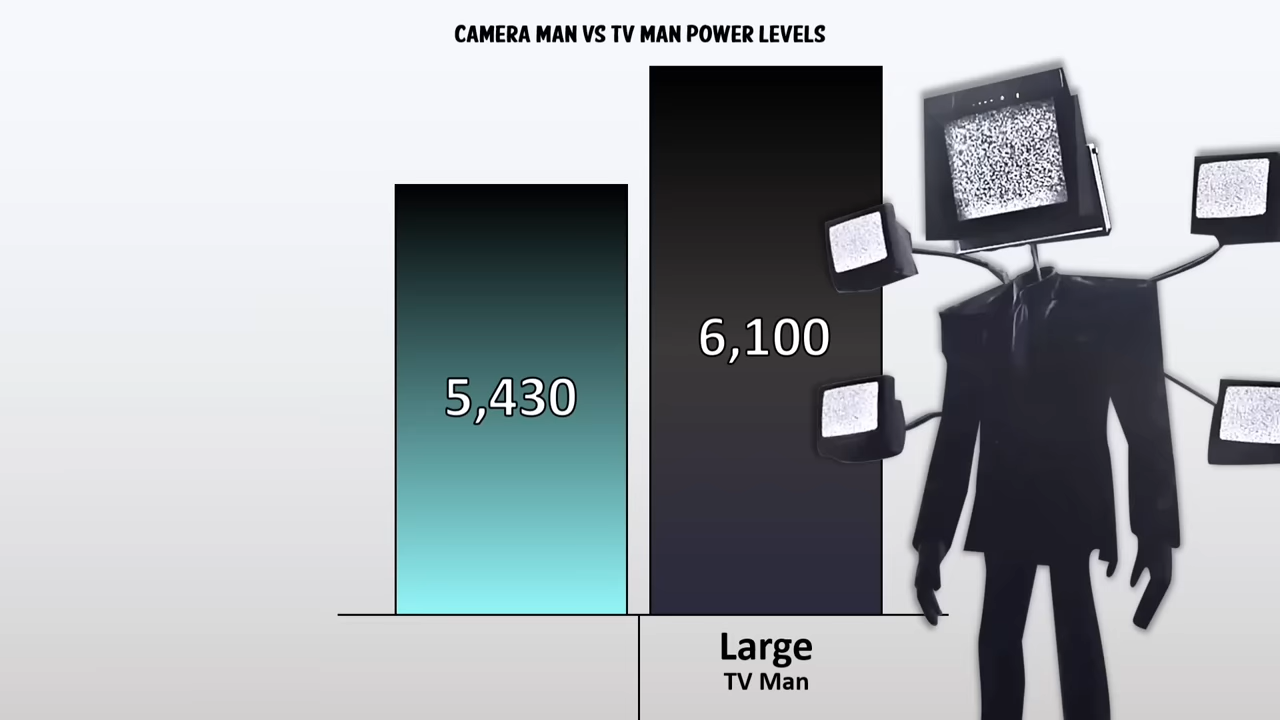 CAMERA MAN VS TV MAN POWER LEVELS
5,430
6,100
Large
TV Man